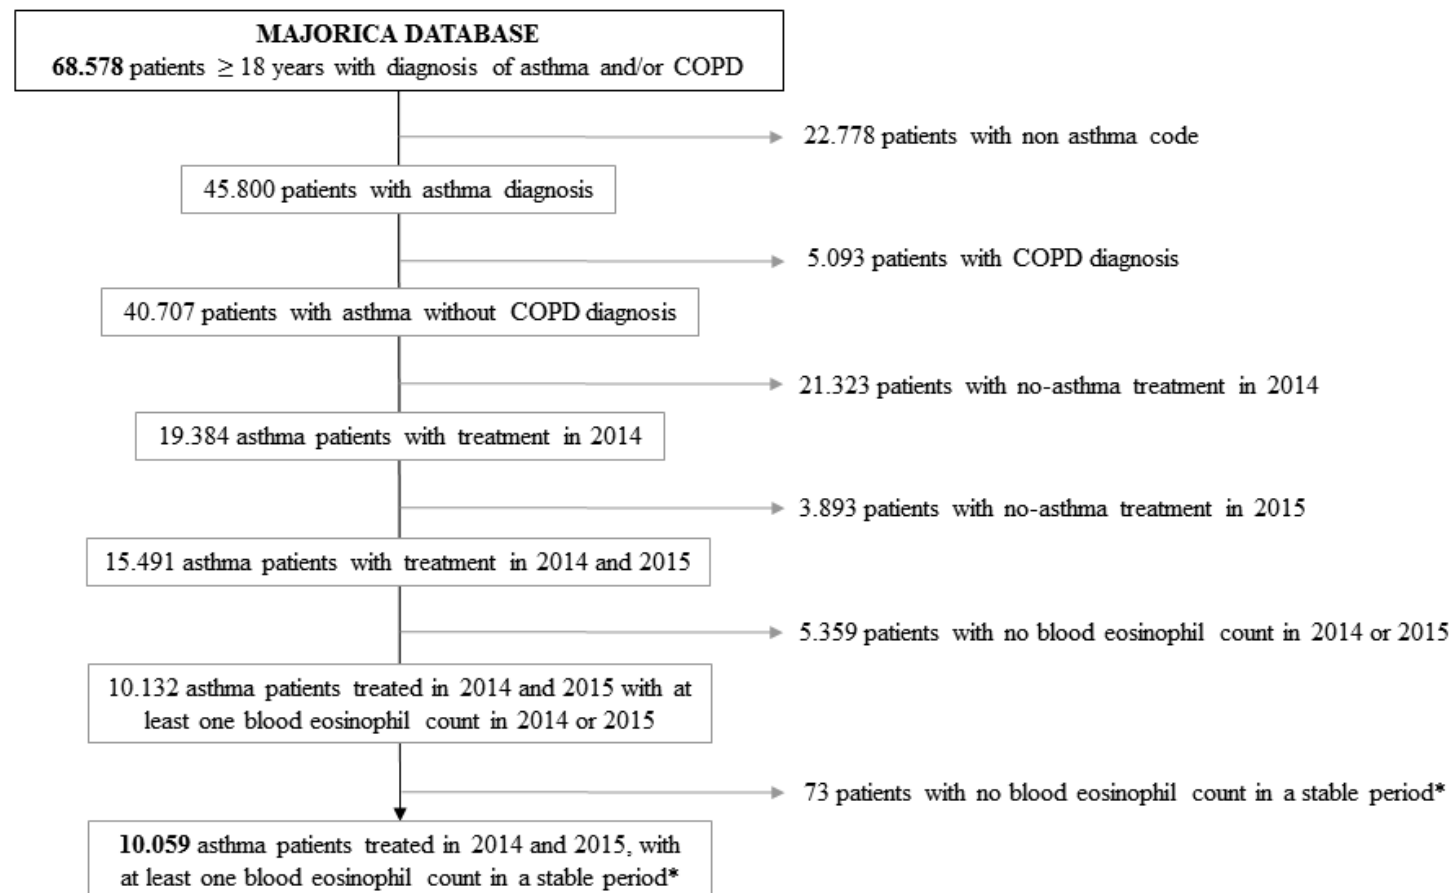 MAJORICA DATABASE
68.578 patients ≥ 18 years with diagnosis of asthma and/or COPD
22.778 patients with non asthma code
45.800 patients with asthma diagnosis
5.093 patients with COPD diagnosis
40.707 patients with asthma without COPD diagnosis
21.323 patients with no-asthma treatment in 2014
19.384 asthma patients with treatment in 2014
3.893 patients with no-asthma treatment in 2015
15.491 asthma patients with treatment in 2014 and 2015
5.359 patients with no blood eosinophil count in 2014 or 2015
10.132 asthma patients treated in 2014 and 2015 with at
least one blood eosinophil count in 2014 or 2015
73 patients with no blood eosinophil count in a stable period*
10.059 asthma patients treated in 2014 and 2015, with
at least one blood eosinophil count in a stable period*